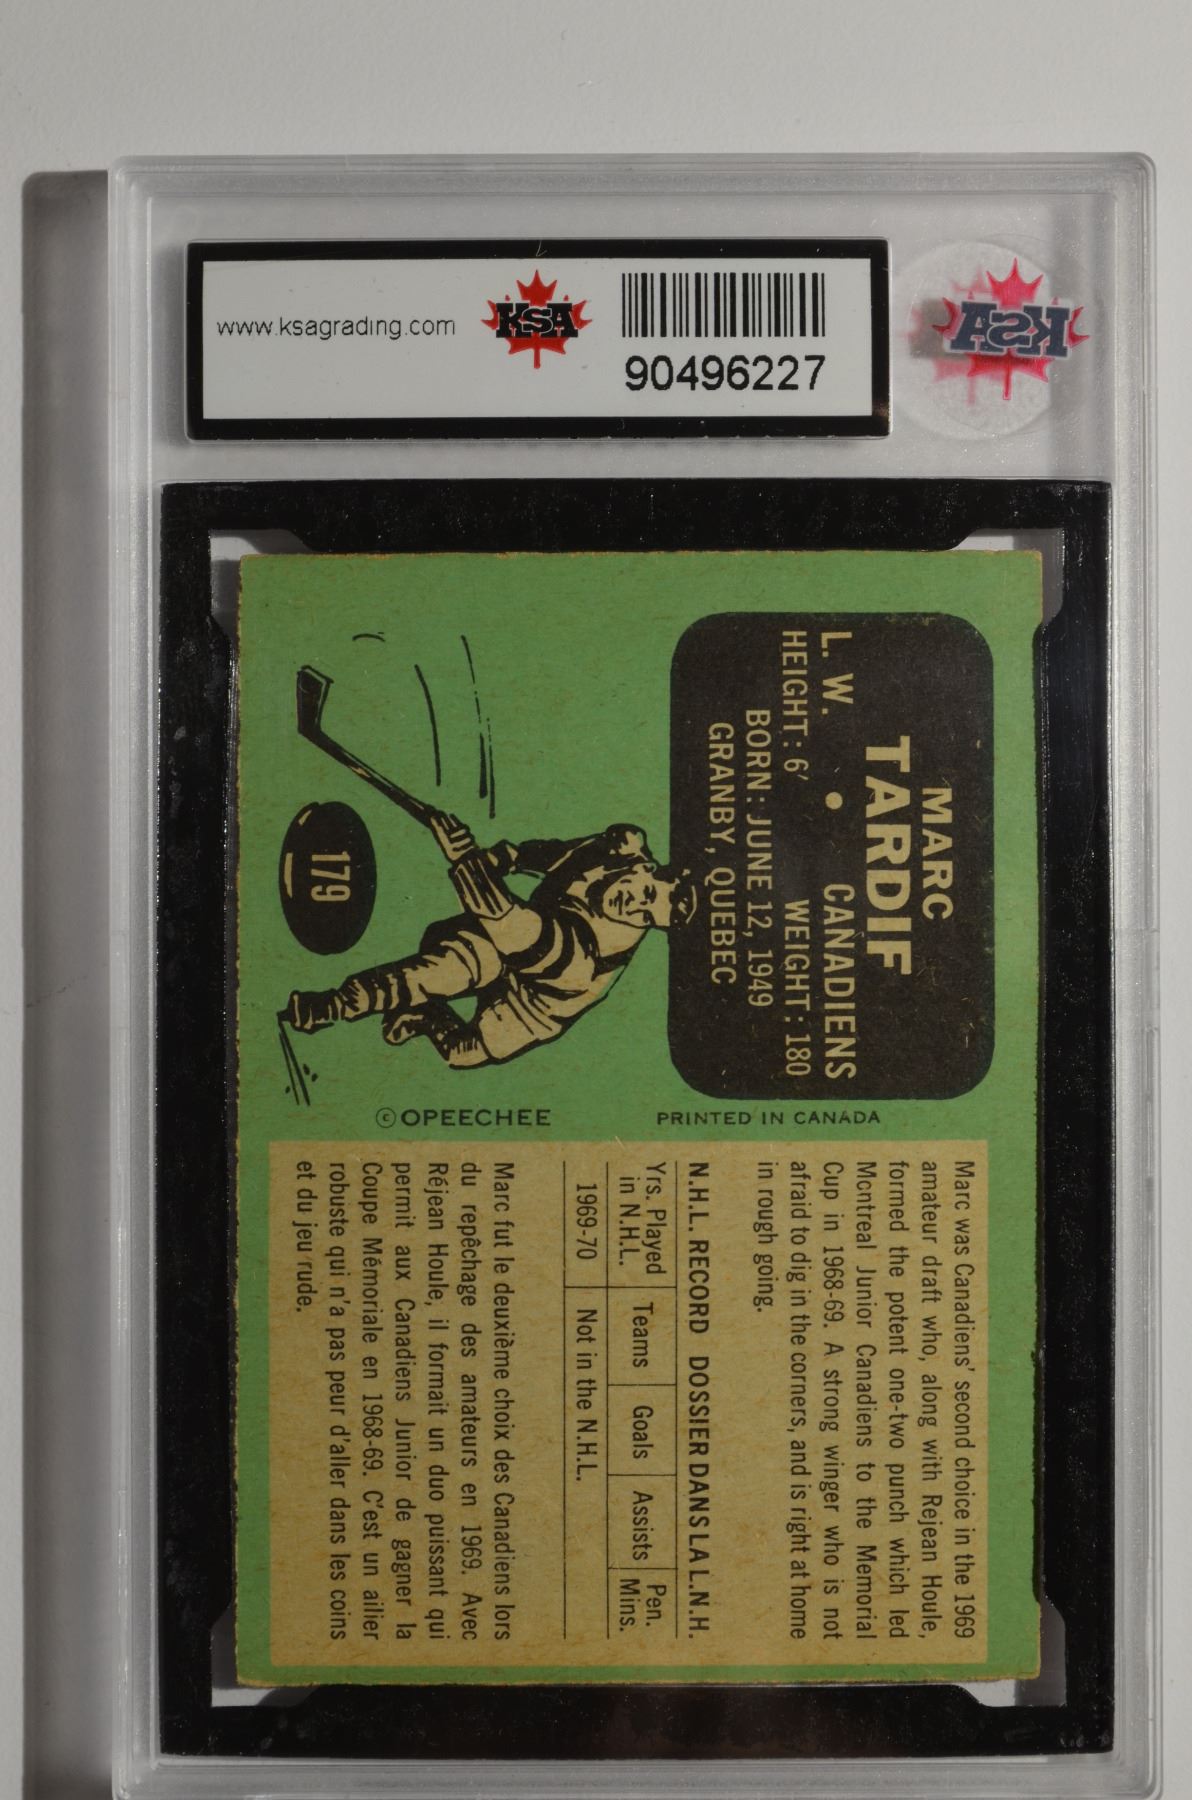 www.ksagrading.com
KSA
90496227
KSA
MARC
TARDIF
L. W. • CANADIENS
HEIGHT: 6' WEIGHT: 180
BORN: JUNE 12, 1949
GRANBY, QUEBEC
179
© OPEECHEE
PRINTED IN CANADA
Marc was Canadiens' second choice in the 1969
amateur draft who, along with Rejean Houle,
formed the potent one-two punch which led
Montreal Junior Canadiens to the Memorial
Cup in 1968-69. A strong winger who is not
afraid to dig in the corners, and is right at home
in rough going.
N.H.L. RECORD DOSSIER DANS LA L.N.H.
Yrs. Played in N.H.L. Teams Goals Assists Pen. Mins.
1969-70 Not in the N.H.L.
Marc fut le deuxième choix des Canadiens lors
du repêchage des amateurs en 1969. Avec
Réjean Houle, il formait un duo puissant qui
permit aux Canadiens Junior de gagner la
Coupe Mémoriale en 1968-69. C'est un ailier
robuste qui n'a pas peur d'aller dans les coins
et du jeu rude.